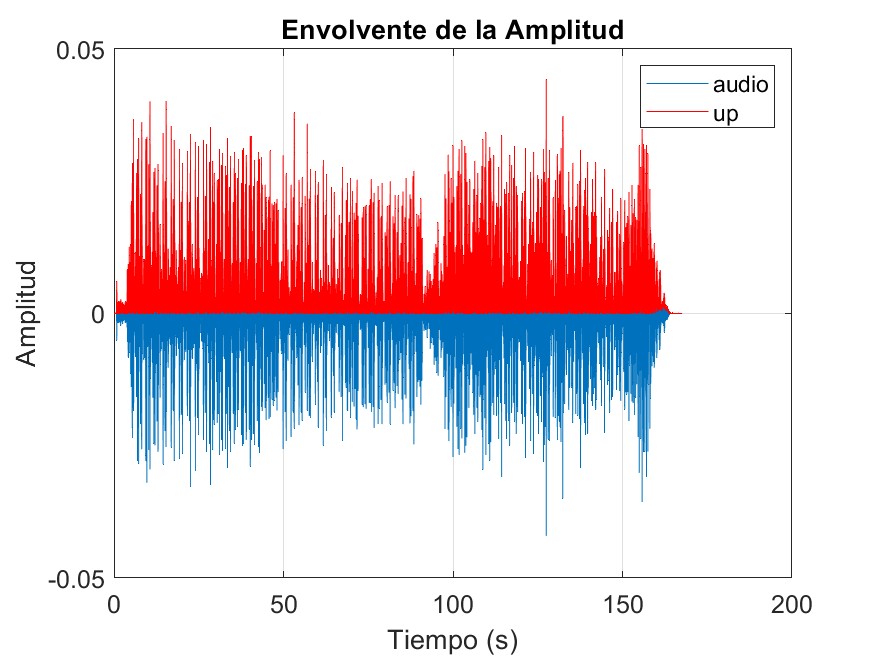 Envolvente de la Amplitud
0.05
audio
up
Amplitud
0
-0.05
0 50 100 150 200
Tiempo (s)